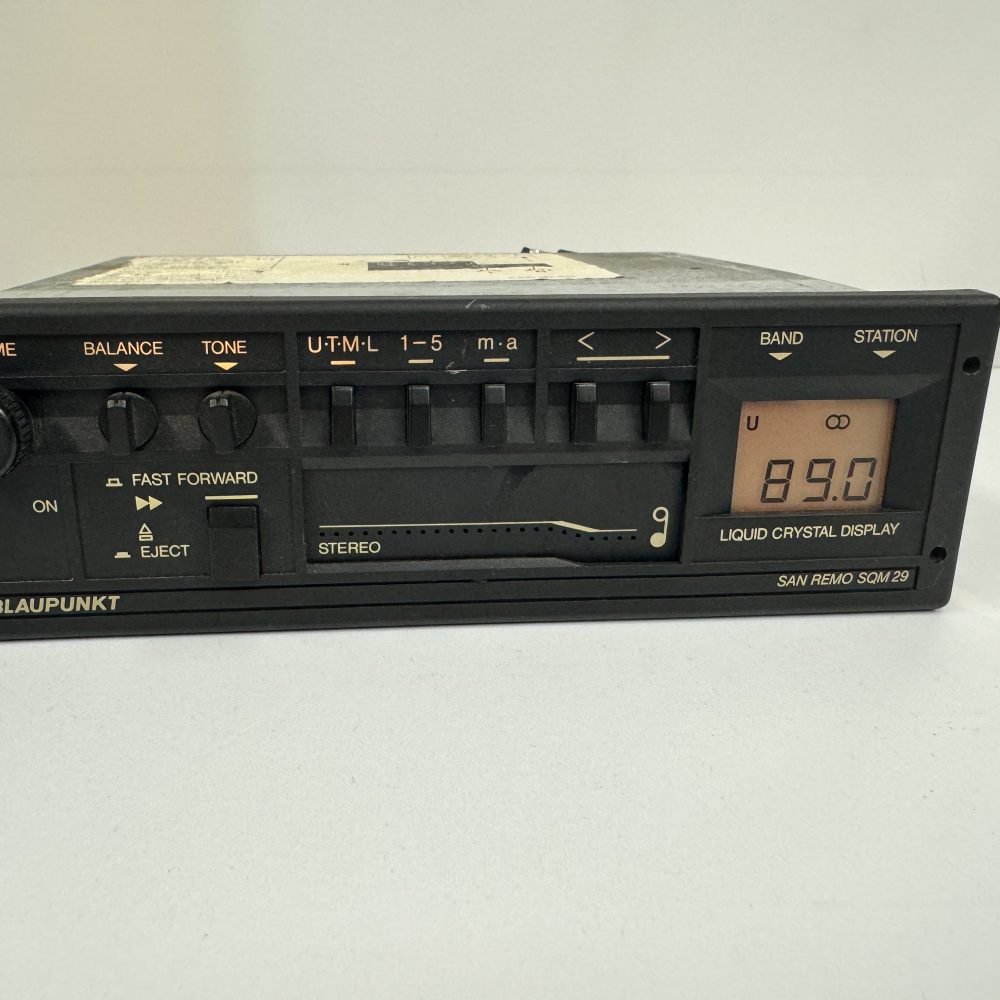 ME
BALANCE
TONE
U·T·M·L
1–5
m·a
< >
BAND
STATION
U
89.0
LIQUID CRYSTAL DISPLAY
ON
FAST FORWARD
EJECT
STEREO
SAN REMO SQM 29
BLAUPUNKT